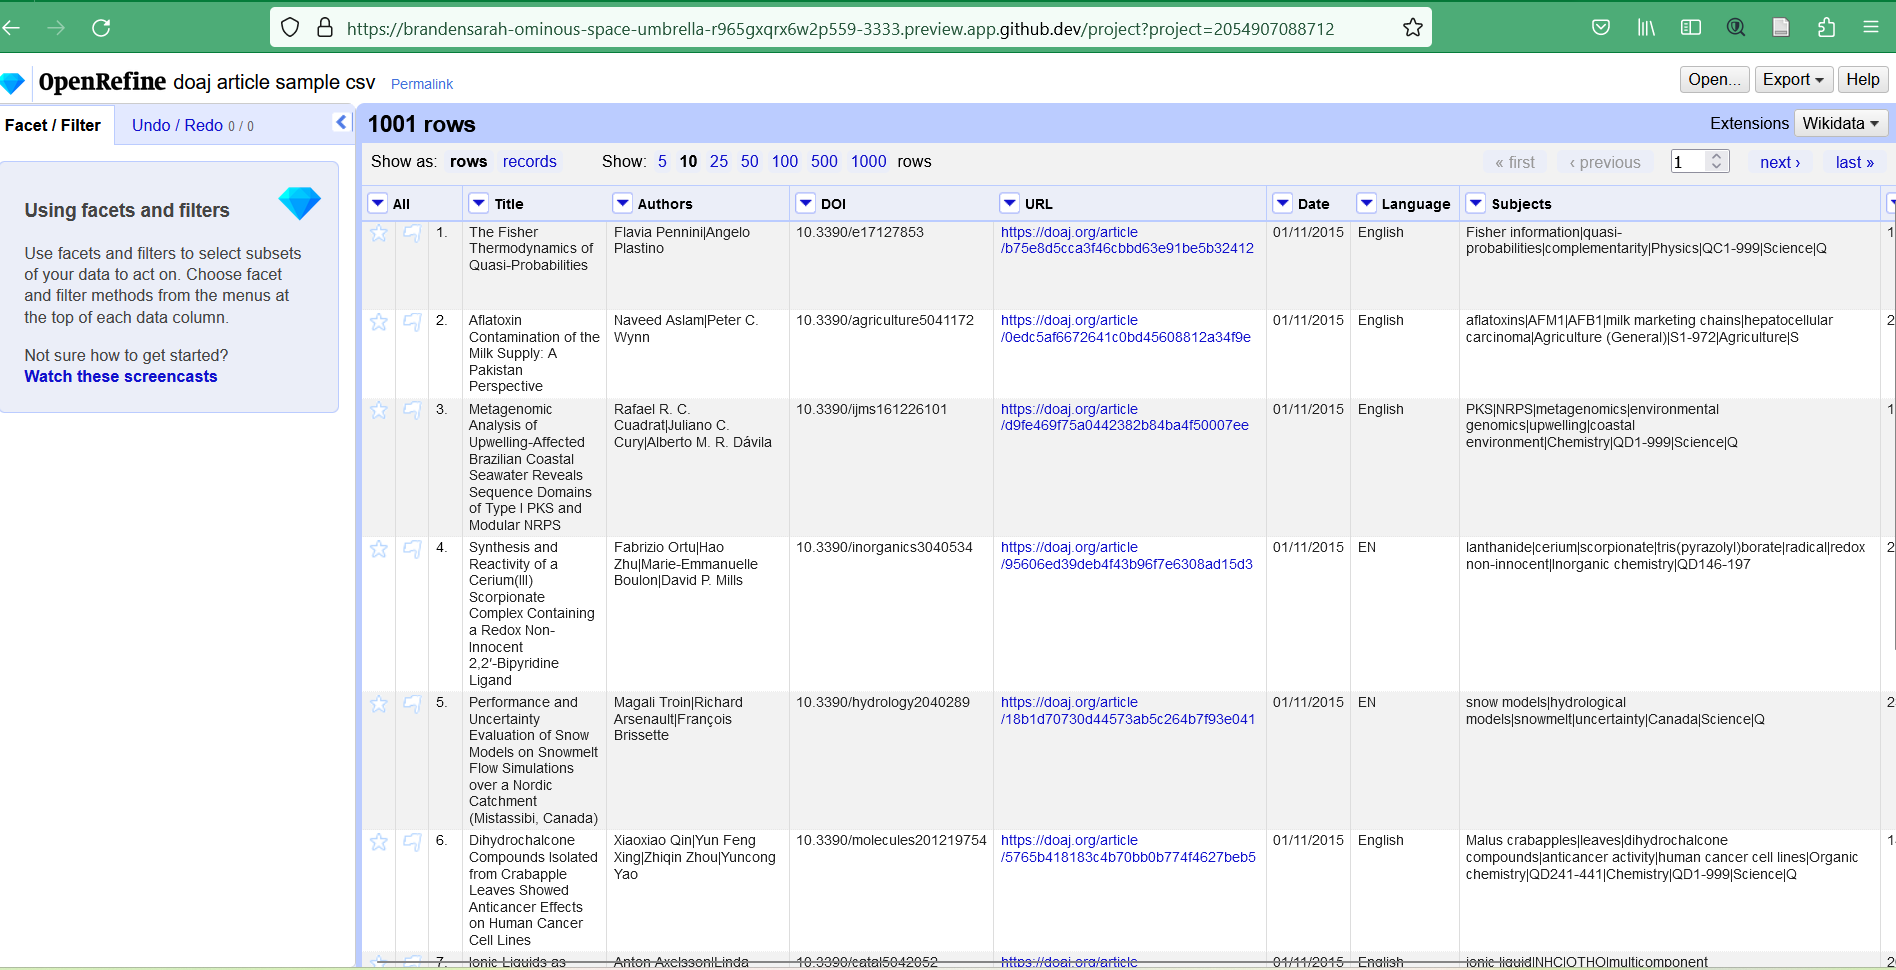 https://brandensarah-ominous-space-umbrella-r965gxqrx6w2p559-3333.preview.app.github.dev/project?project=2054907088712
OpenRefine doaj article sample csv Permalink
Open... Export Help
Facet / Filter Undo / Redo 0 / 0
1001 rows
Extensions Wikidata
Show as: rows records Show: 5 10 25 50 100 500 1000 rows
« first ‹ previous 1 next › last »
Using facets and filters
Use facets and filters to select subsets
of your data to act on. Choose facet
and filter methods from the menus at
the top of each data column.
Not sure how to get started?
Watch these screencasts
All Title Authors DOI URL Date Language Subjects
1.
The Fisher
Thermodynamics of
Quasi-Probabilities
Flavia Pennini|Angelo
Plastino
10.3390/e17127853
https://doaj.org/article
/b75e8d5cca3f46cbbd63e91be5b32412
01/11/2015
English
Fisher information|quasi-
probabilities|complementarity|Physics|QC1-999|Science|Q
1
2.
Aflatoxin
Contamination of the
Milk Supply: A
Pakistan
Perspective
Naveed Aslam|Peter C.
Wynn
10.3390/agriculture5041172
https://doaj.org/article
/0edc5af6672641c0bd45608812a34f9e
01/11/2015
English
aflatoxins|AFM1|AFB1|milk marketing chains|hepatocellular
carcinoma|Agriculture (General)|S1-972|Agriculture|S
2
3.
Metagenomic
Analysis of
Upwelling-Affected
Brazilian Coastal
Seawater Reveals
Sequence Domains
of Type I PKS and
Modular NRPS
Rafael R. C.
Cuadrat|Juliano C.
Cury|Alberto M. R. Dávila
10.3390/ijms161226101
https://doaj.org/article
/d9fe469f75a0442382b84ba4f50007ee
01/11/2015
English
PKS|NRPS|metagenomics|environmental
genomics|upwelling|coastal
environment|Chemistry|QD1-999|Science|Q
1
4.
Synthesis and
Reactivity of a
Cerium(III)
Scorpionate
Complex Containing
a Redox Non-
Innocent
2,2′-Bipyridine
Ligand
Fabrizio Ortu|Hao
Zhu|Marie-Emmanuelle
Boulon|David P. Mills
10.3390/inorganics3040534
https://doaj.org/article
/95606ed39deb4f43b96f7e6308ad15d3
01/11/2015
EN
lanthanide|cerium|scorpionate|tris(pyrazolyl)borate|radical|redox
non-innocent|Inorganic chemistry|QD146-197
2
5.
Performance and
Uncertainty
Evaluation of Snow
Models on Snowmelt
Flow Simulations
over a Nordic
Catchment
(Mistassibi, Canada)
Magali Troin|Richard
Arsenault|François
Brissette
10.3390/hydrology2040289
https://doaj.org/article
/18b1d70730d44573ab5c264b7f93e041
01/11/2015
EN
snow models|hydrological
models|snowmelt|uncertainty|Canada|Science|Q
2
6.
Dihydrochalcone
Compounds Isolated
from Crabapple
Leaves Showed
Anticancer Effects
on Human Cancer
Cell Lines
Xiaoxiao Qin|Yun Feng
Xing|Zhiqin Zhou|Yuncong
Yao
10.3390/molecules201219754
https://doaj.org/article
/5765b418183c4b70bb0b774f4627beb5
01/11/2015
English
Malus crabapples|leaves|dihydrochalcone
compounds|anticancer activity|human cancer cell lines|Organic
chemistry|QD241-441|Chemistry|QD1-999|Science|Q
1
7.
Ionic Liquids as
Anton Axelsson|Linda
10.3390/catal5042052
https://doaj.org/article
01/11/2015
English
ionic liquid|NHC|OTHO|multicomponent
2